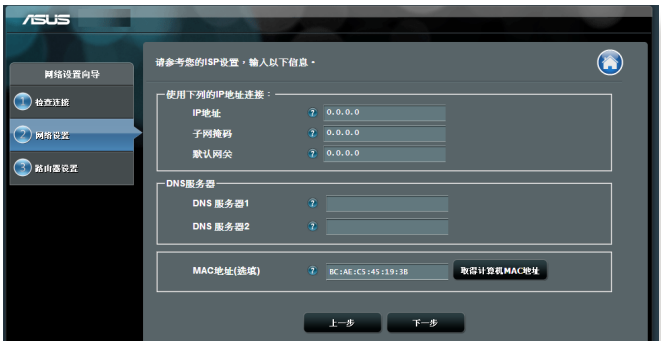 ASUS
请参考您的ISP设置，输入以下信息。
网络设置向导
1 检查连接
2 网络设置
3 路由器设置
使用下列的IP地址连接：
IP地址 ? 0.0.0.0
子网掩码 ? 0.0.0.0
默认网关 ? 0.0.0.0
DNS服务器
DNS 服务器1 ?
DNS 服务器2 ?
MAC地址(选填) ? BC:AE:C5:45:19:3B 取得计算机MAC地址
上一步 下一步